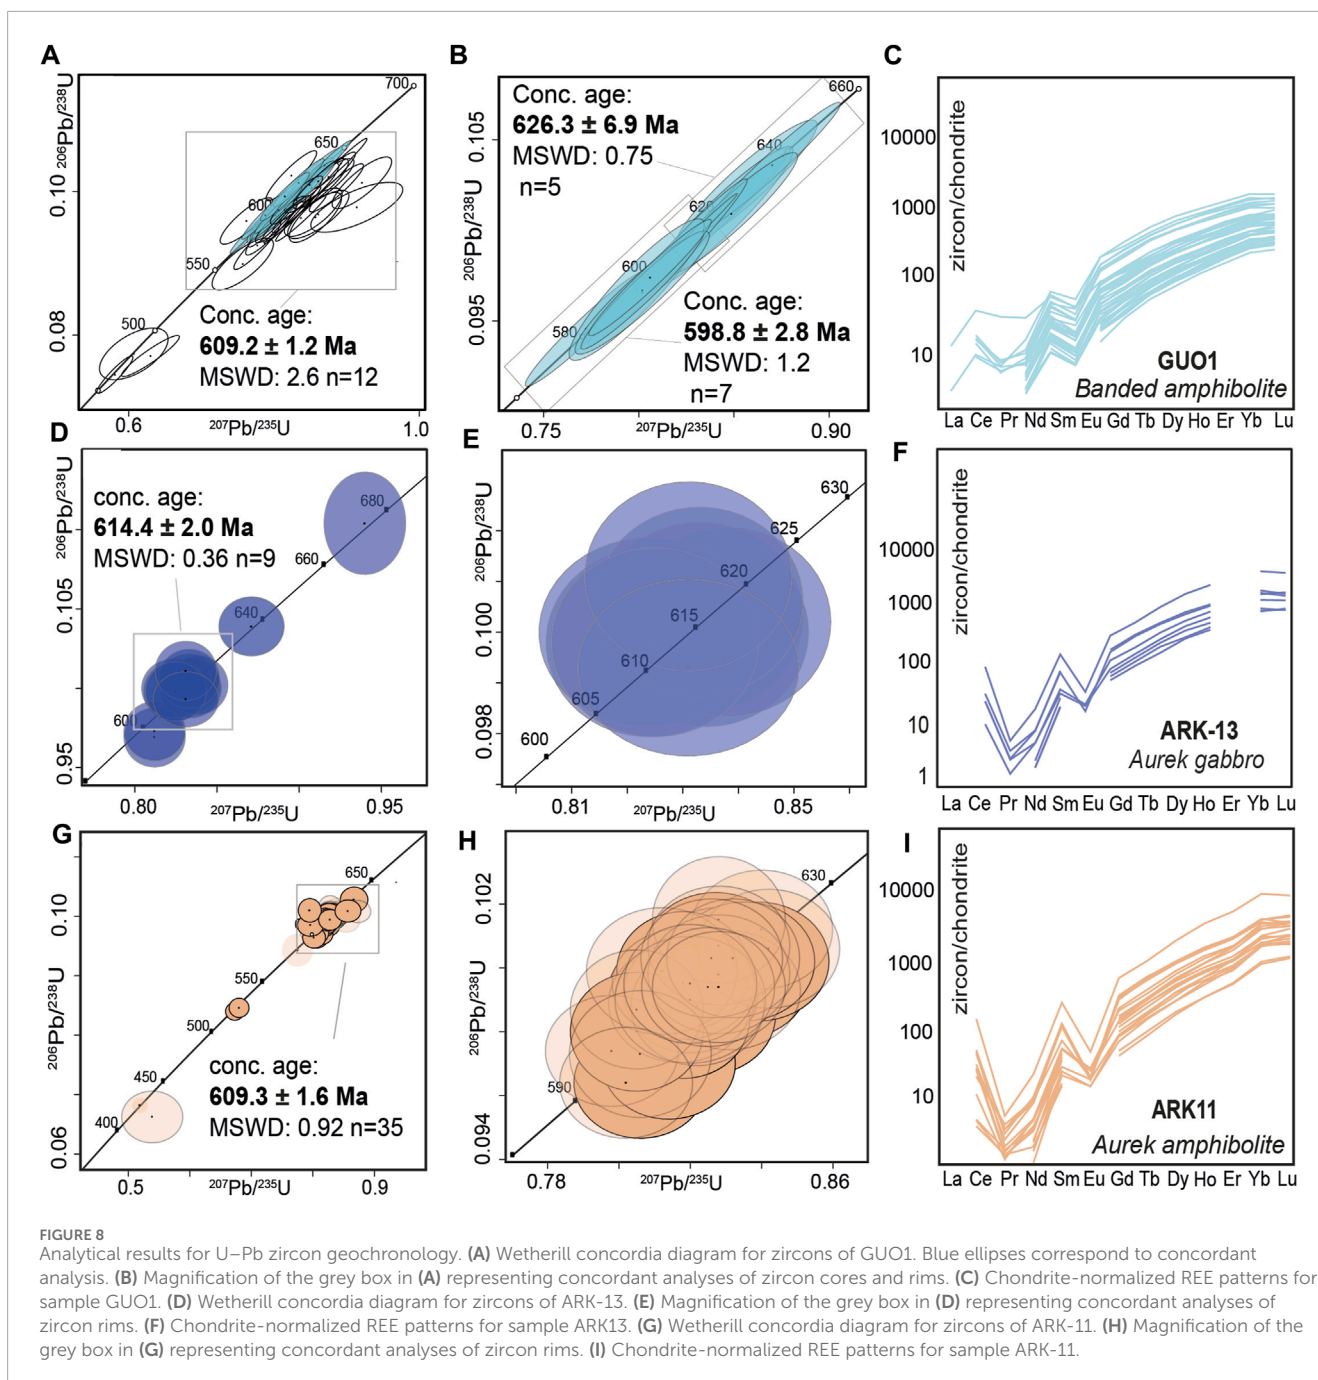 A
206Pb/238U
0.10
0.08
700
650
600
550
500
Conc. age:
609.2 ± 1.2 Ma
MSWD: 2.6 n=12
0.6
207Pb/235U
1.0
B
206Pb/238U
0.105
0.095
Conc. age:
626.3 ± 6.9 Ma
MSWD: 0.75
n=5
660
640
620
600
580
Conc. age:
598.8 ± 2.8 Ma
MSWD: 1.2
n=7
0.75
207Pb/235U
0.90
C
zircon/chondrite
10000
1000
100
10
GUO1
Banded amphibolite
La Ce Pr Nd Sm Eu Gd Tb Dy Ho Er Yb Lu
D
206Pb/238U
0.105
0.95
conc. age:
614.4 ± 2.0 Ma
MSWD: 0.36 n=9
680
660
640
600
0.80
207Pb/235U
0.95
E
206Pb/238U
0.100
0.098
630
625
620
615
610
605
600
0.81
207Pb/235U
0.85
F
zircon/chondrite
10000
1000
100
10
1
ARK-13
Aurek gabbro
La Ce Pr Nd Sm Eu Gd Tb Dy Ho Er Yb Lu
G
206Pb/238U
0.10
0.06
650
550
500
450
400
conc. age:
609.3 ± 1.6 Ma
MSWD: 0.92 n=35
0.5
207Pb/235U
0.9
H
206Pb/238U
0.102
0.094
630
590
0.78
207Pb/235U
0.86
I
zircon/chondrite
10000
1000
100
10
ARK11
Aurek amphibolite
La Ce Pr Nd Sm Eu Gd Tb Dy Ho Er Yb Lu
FIGURE 8
Analytical results for U–Pb zircon geochronology. (A) Wetherill concordia diagram for zircons of GUO1. Blue ellipses correspond to concordant
analysis. (B) Magnification of the grey box in (A) representing concordant analyses of zircon cores and rims. (C) Chondrite-normalized REE patterns for
sample GUO1. (D) Wetherill concordia diagram for zircons of ARK-13. (E) Magnification of the grey box in (D) representing concordant analyses of
zircon rims. (F) Chondrite-normalized REE patterns for sample ARK13. (G) Wetherill concordia diagram for zircons of ARK-11. (H) Magnification of the
grey box in (G) representing concordant analyses of zircon rims. (I) Chondrite-normalized REE patterns for sample ARK-11.